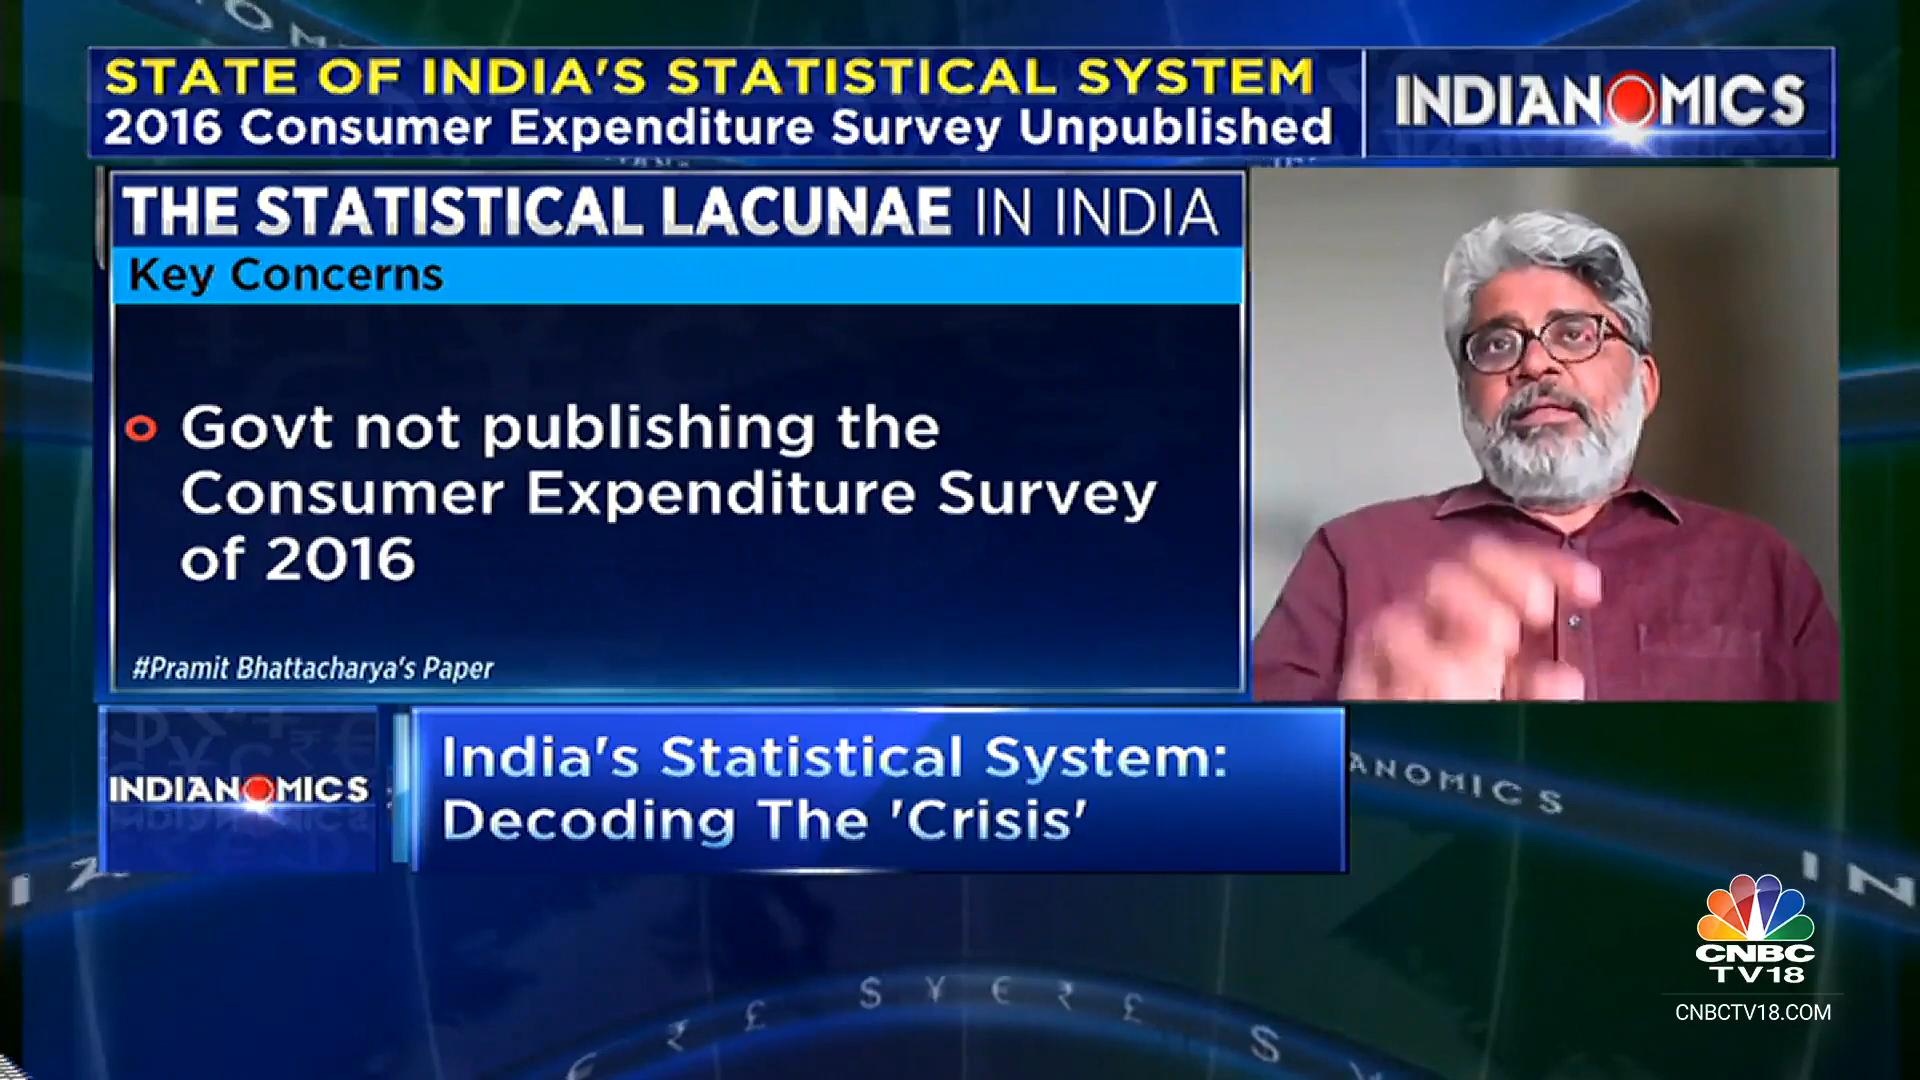 STATE OF INDIA'S STATISTICAL SYSTEM
2016 Consumer Expenditure Survey Unpublished
INDIANOMICS
THE STATISTICAL LACUNAE IN INDIA
Key Concerns
Govt not publishing the
Consumer Expenditure Survey
of 2016
#Pramit Bhattacharya's Paper
INDIANOMICS
India's Statistical System:
Decoding The 'Crisis'
ANOMICS
CNBC
TV18
CNBCTV18.COM